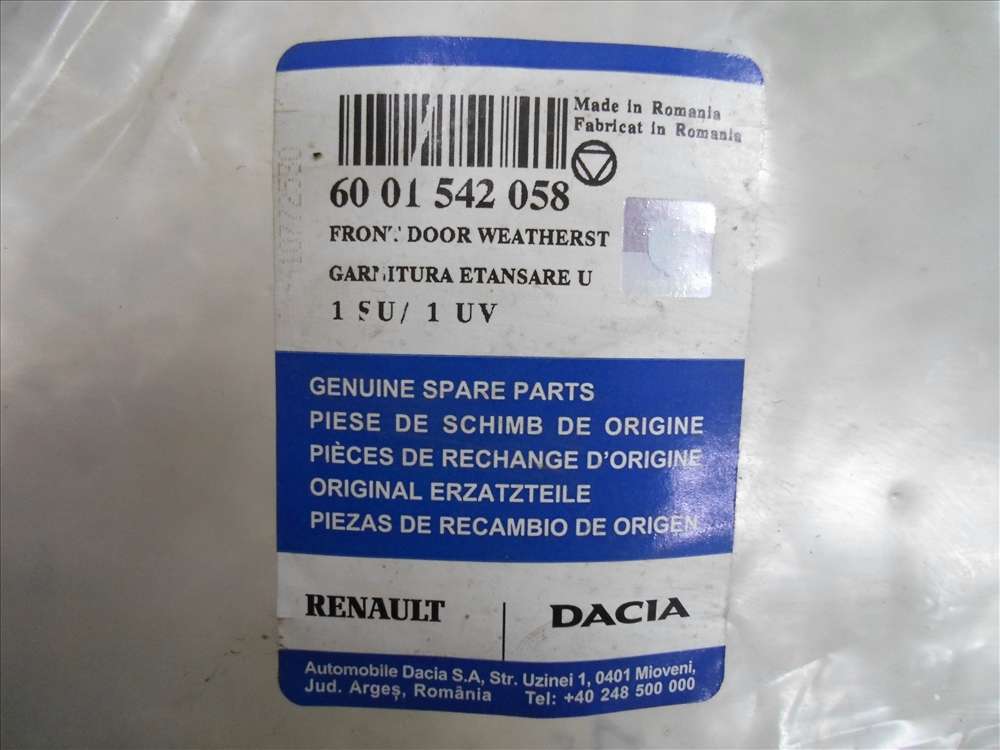 Made in Romania
Fabricat in Romania
60 01 542 058
FRONT DOOR WEATHERST
GARNITURA ETANSARE U
1 SU/ 1 UV
GENUINE SPARE PARTS
PIESE DE SCHIMB DE ORIGINE
PIÈCES DE RECHANGE D'ORIGINE
ORIGINAL ERZATZTEILE
PIEZAS DE RECAMBIO DE ORIGEN
RENAULT
DACIA
Automobile Dacia S.A, Str. Uzinei 1, 0401 Mioveni,
Jud. Argeş, România Tel: +40 248 500 000